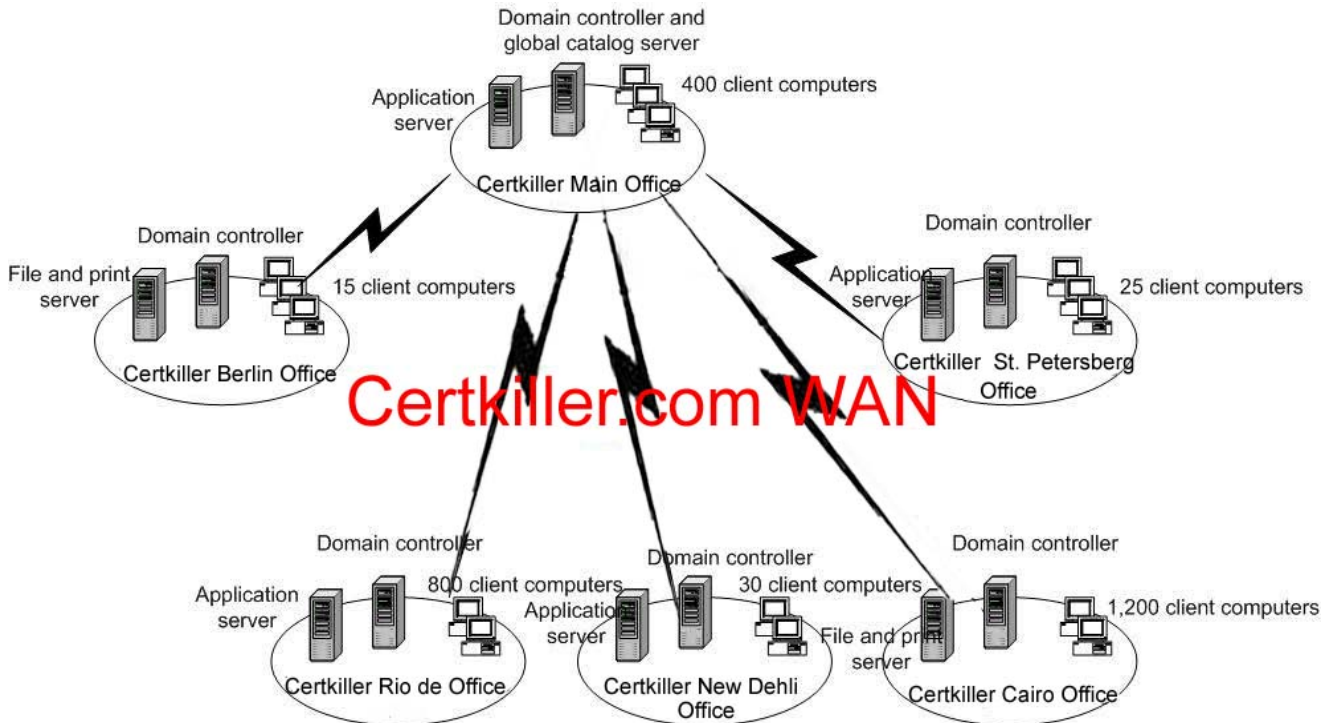 Domain controller and
global catalog server
Application
server
400 client computers
Certkiller Main Office
Domain controller
File and print
server
15 client computers
Certkiller Berlin Office
Domain controller
Application
server
25 client computers
Certkiller St. Petersberg
Office
Certkiller.com WAN
Domain controller
Application
server
800 client computers
Certkiller Rio de Office
Domain controller
Application
server
30 client computers
Certkiller New Dehli
Office
Domain controller
File and print
server
1,200 client computers
Certkiller Cairo Office